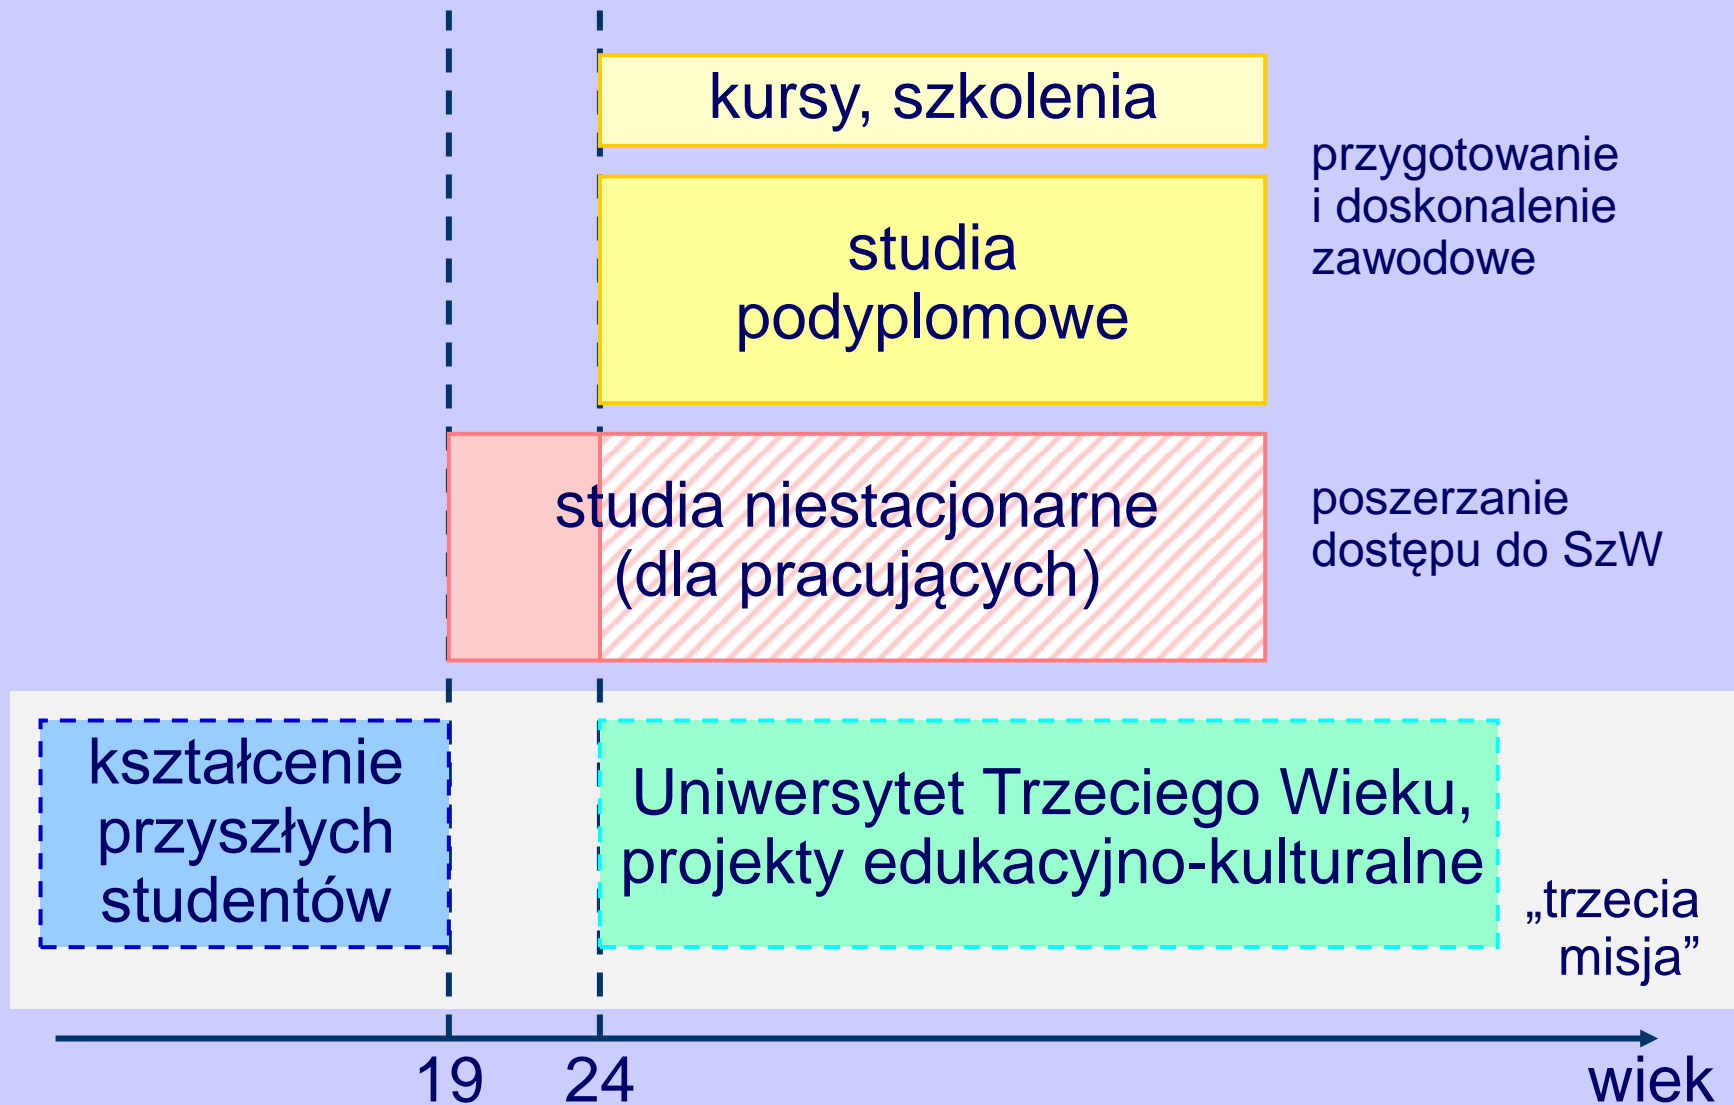 kursy, szkolenia
studia
podyplomowe
przygotowanie
i doskonalenie
zawodowe
studia niestacjonarne
(dla pracujących)
poszerzanie
dostępu do SzW
kształcenie
przyszłych
studentów
Uniwersytet Trzeciego Wieku,
projekty edukacyjno-kulturalne
„trzecia
misja”
19
24
wiek